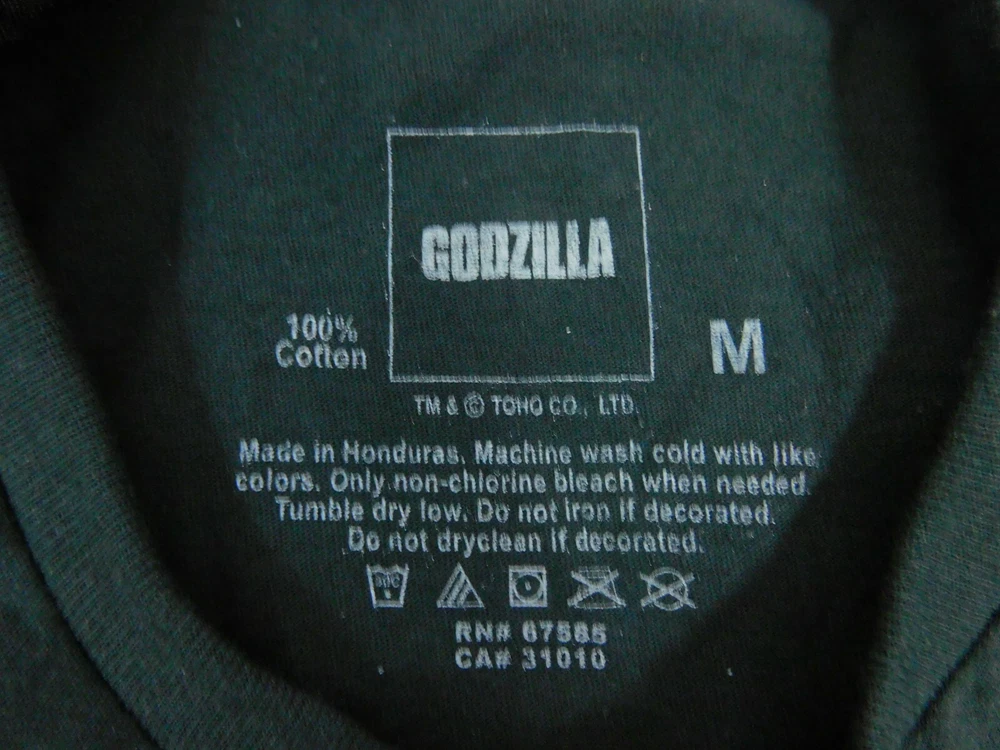 GODZILLA
100%
Cotton
M
TM & © TOHO CO., LTD.
Made in Honduras. Machine wash cold with like
colors. Only non-chlorine bleach when needed.
Tumble dry low. Do not iron if decorated.
Do not dryclean if decorated.
30C
RN# 67585
CA# 31010